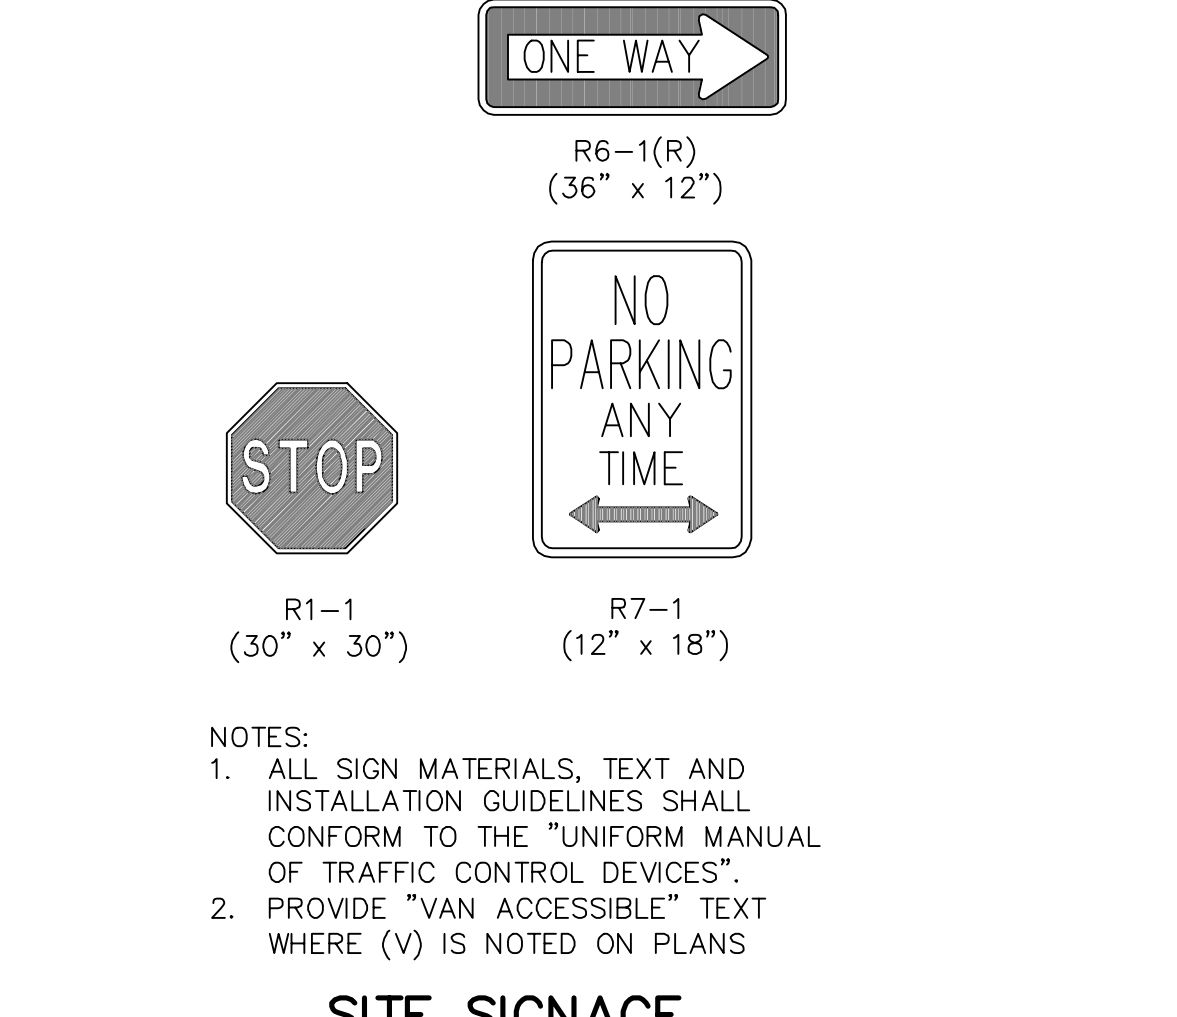 ONE WAY
R6-1(R)
(36" x 12")
NO
PARKING
ANY
TIME
STOP
R1-1
(30" x 30")
R7-1
(12" x 18")
NOTES:
1. ALL SIGN MATERIALS, TEXT AND
INSTALLATION GUIDELINES SHALL
CONFORM TO THE "UNIFORM MANUAL
OF TRAFFIC CONTROL DEVICES".
2. PROVIDE "VAN ACCESSIBLE" TEXT
WHERE (V) IS NOTED ON PLANS
SITE SIGNAGE